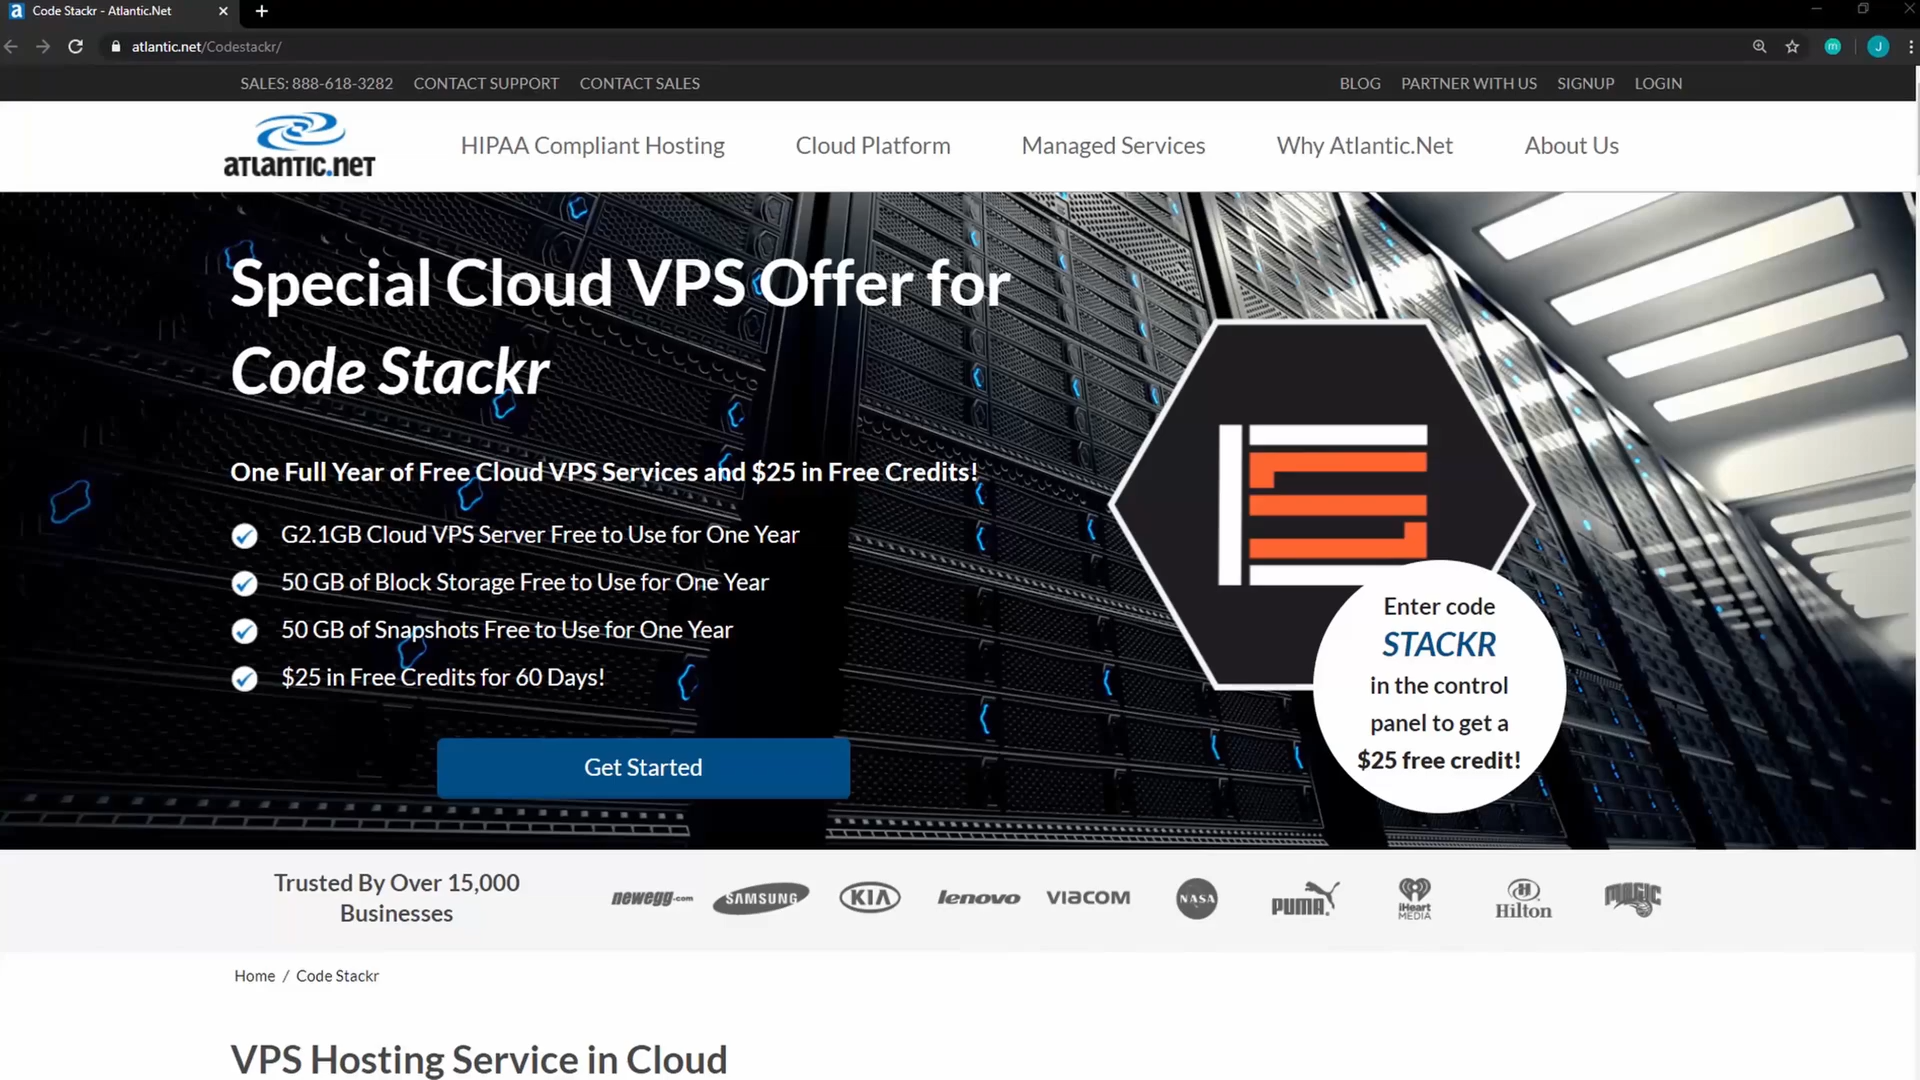 Code Stackr - Atlantic.Net
atlantic.net/Codestackr/
m
J
SALES: 888-618-3282 CONTACT SUPPORT CONTACT SALES
BLOG PARTNER WITH US SIGNUP LOGIN
ATLANTIC.NET
HIPAA Compliant Hosting Cloud Platform Managed Services Why Atlantic.Net About Us
Special Cloud VPS Offer for
Code Stackr
One Full Year of Free Cloud VPS Services and $25 in Free Credits!
G2.1GB Cloud VPS Server Free to Use for One Year
50 GB of Block Storage Free to Use for One Year
50 GB of Snapshots Free to Use for One Year
$25 in Free Credits for 60 Days!
Get Started
Enter code
STACKR
in the control
panel to get a
$25 free credit!
Trusted By Over 15,000
Businesses
newegg.com SAMSUNG KIA lenovo VIACOM NASA PUMA iHeart MEDIA Hilton MAGIC
Home / Code Stackr
VPS Hosting Service in Cloud